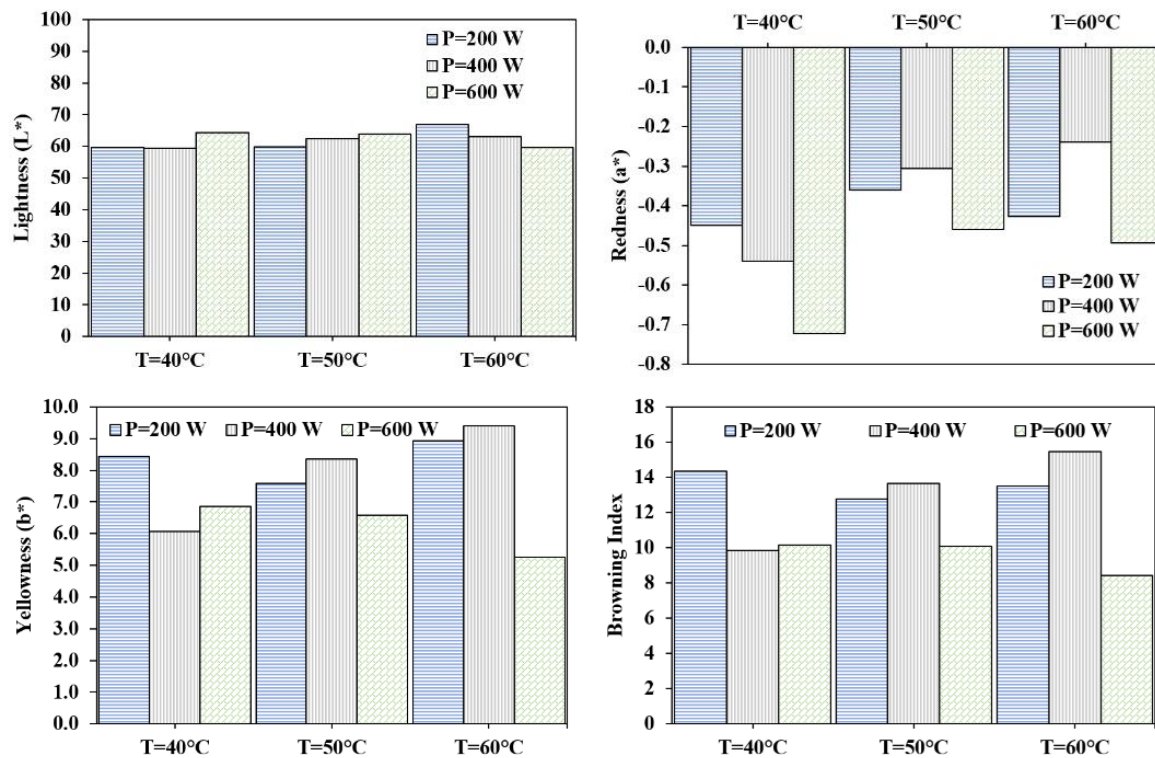 Lightness (L*)
100
90
80
70
60
50
40
30
20
10
0
P=200 W
P=400 W
P=600 W
T=40°C T=50°C T=60°C
T=40°C T=50°C T=60°C
Redness (a*)
0.0
-0.1
-0.2
-0.3
-0.4
-0.5
-0.6
-0.7
-0.8
P=200 W
P=400 W
P=600 W
Yellowness (b*)
10.0
9.0
8.0
7.0
6.0
5.0
4.0
3.0
2.0
1.0
0.0
P=200 W P=400 W P=600 W
T=40°C T=50°C T=60°C
Browning Index
18
16
14
12
10
8
6
4
2
0
P=200 W P=400 W P=600 W
T=40°C T=50°C T=60°C